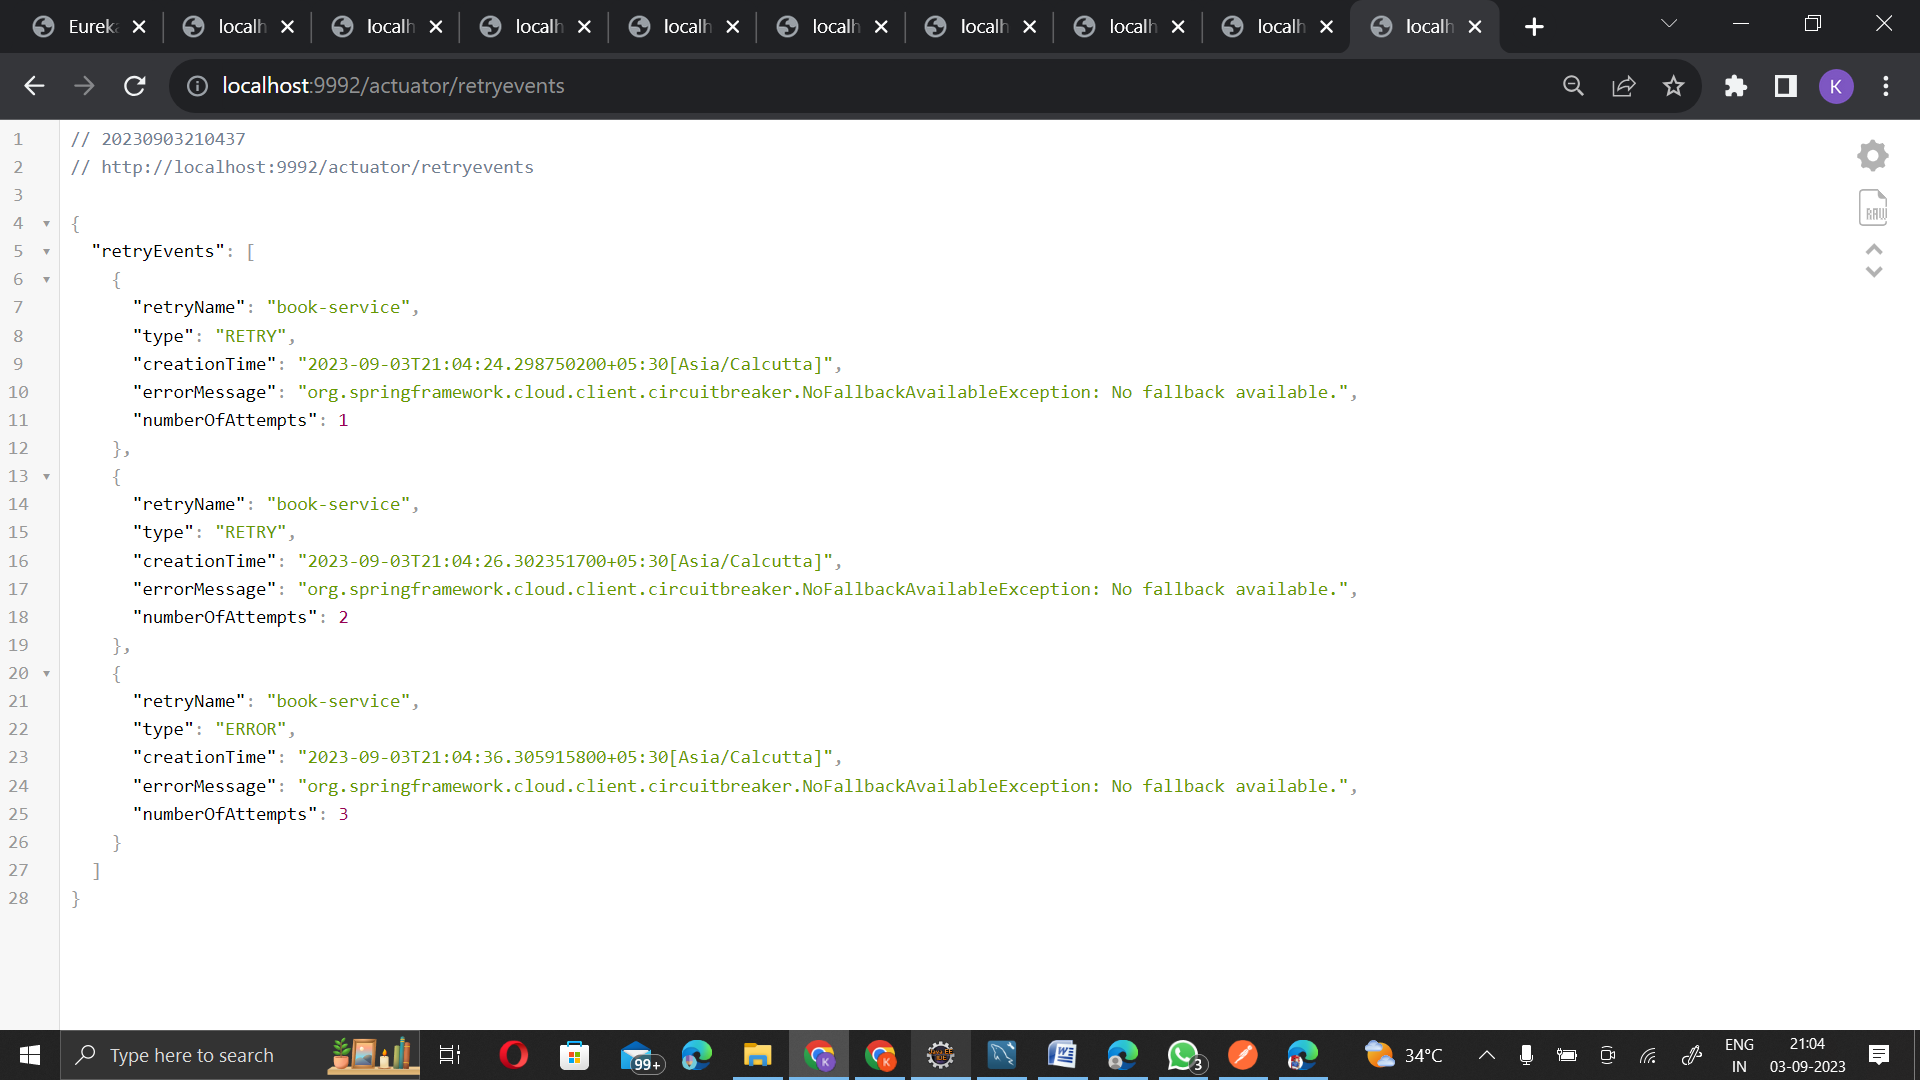 Eureka
localh
localh
localh
localh
localh
localh
localh
localh
localh
localhost:9992/actuator/retryevents
K
1 // 20230903210437
2 // http://localhost:9992/actuator/retryevents
3
4 {
5 "retryEvents": [
6 {
7 "retryName": "book-service",
8 "type": "RETRY",
9 "creationTime": "2023-09-03T21:04:24.298750200+05:30[Asia/Calcutta]",
10 "errorMessage": "org.springframework.cloud.client.circuitbreaker.NoFallbackAvailableException: No fallback available.",
11 "numberOfAttempts": 1
12 },
13 {
14 "retryName": "book-service",
15 "type": "RETRY",
16 "creationTime": "2023-09-03T21:04:26.302351700+05:30[Asia/Calcutta]",
17 "errorMessage": "org.springframework.cloud.client.circuitbreaker.NoFallbackAvailableException: No fallback available.",
18 "numberOfAttempts": 2
19 },
20 {
21 "retryName": "book-service",
22 "type": "ERROR",
23 "creationTime": "2023-09-03T21:04:36.305915800+05:30[Asia/Calcutta]",
24 "errorMessage": "org.springframework.cloud.client.circuitbreaker.NoFallbackAvailableException: No fallback available.",
25 "numberOfAttempts": 3
26 }
27 ]
28 }
RAW
Type here to search
99+
K
K
3
34°C
ENG
IN
21:04
03-09-2023